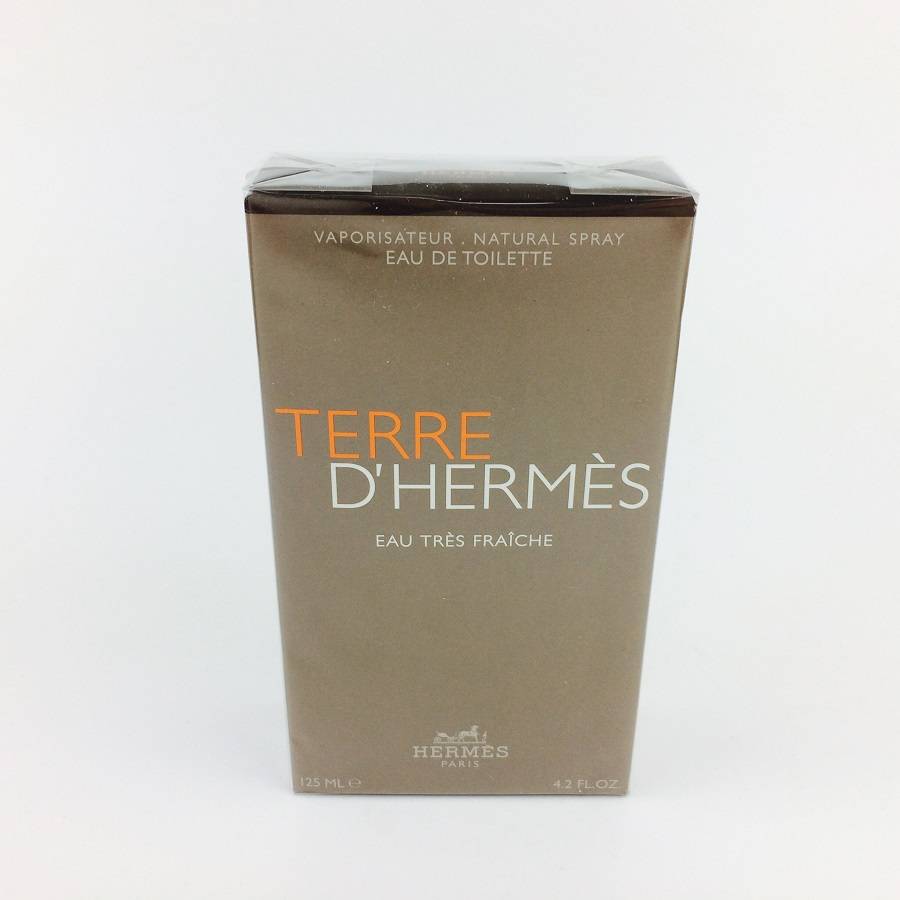 VAPORISATEUR . NATURAL SPRAY
EAU DE TOILETTE
TERRE
D'HERMÈS
EAU TRÈS FRAÎCHE
HERMÈS
PARIS
125 ML ℮ 4.2 FL.OZ.